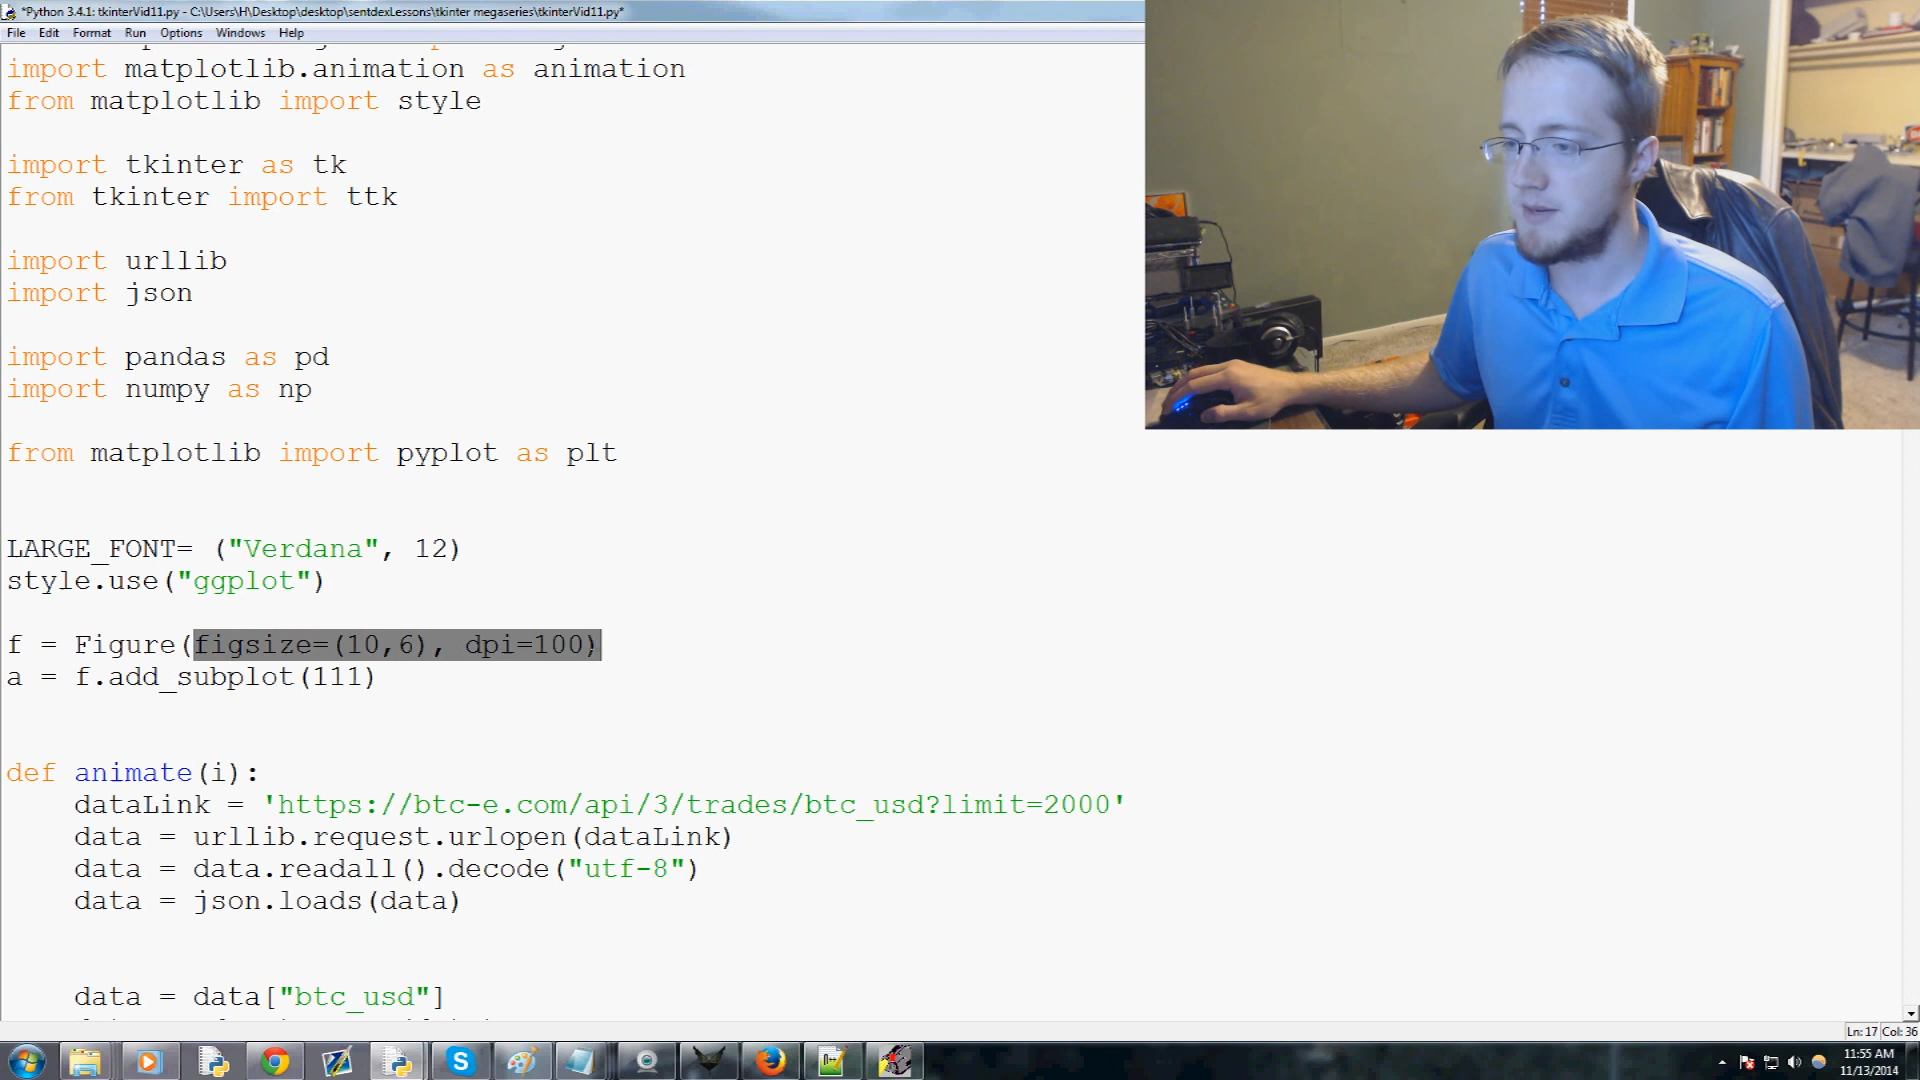 *Python 3.4.1: tkinterVid11.py - C:\Users\H\Desktop\desktop\sentdexLessons\tkinter megaseries\tkinterVid11.py*
File Edit Format Run Options Windows Help
import matplotlib.animation as animation
from matplotlib import style
import tkinter as tk
from tkinter import ttk
import urllib
import json
import pandas as pd
import numpy as np
from matplotlib import pyplot as plt
LARGE_FONT= ("Verdana", 12)
style.use("ggplot")
f = Figure(figsize=(10,6), dpi=100)
a = f.add_subplot(111)
def animate(i):
    dataLink = 'https://btc-e.com/api/3/trades/btc_usd?limit=2000'
    data = urllib.request.urlopen(dataLink)
    data = data.readall().decode("utf-8")
    data = json.loads(data)
    data = data["btc_usd"]
Ln: 17 Col: 36
11:55 AM
11/13/2014